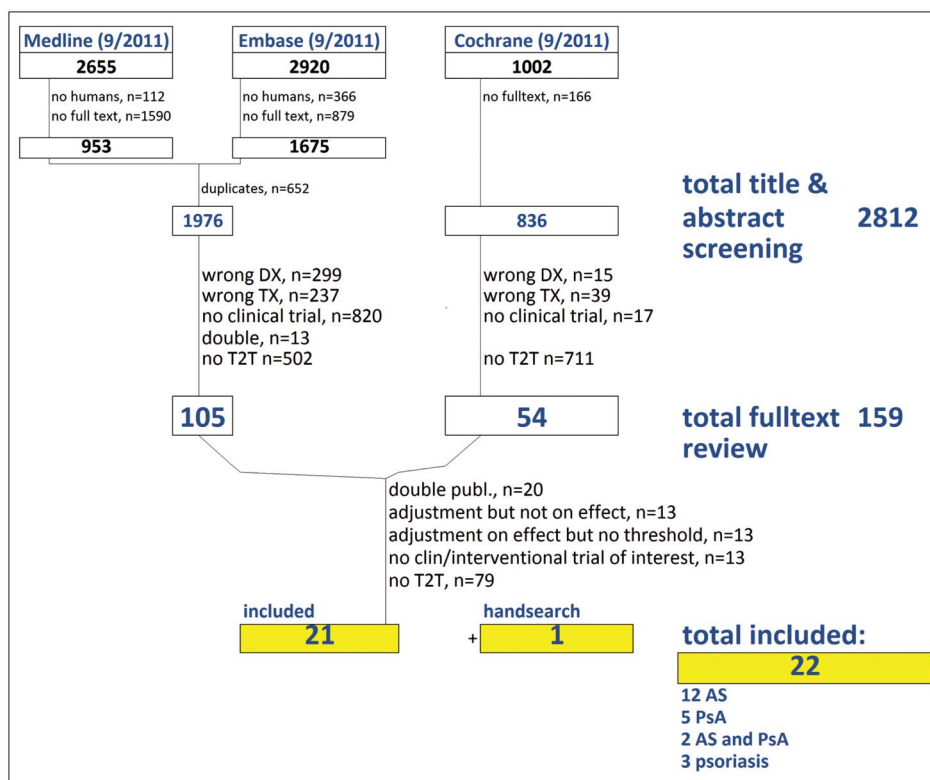 Medline (9/2011)
2655
Embase (9/2011)
2920
Cochrane (9/2011)
1002
no humans, n=112
no full text, n=1590
no humans, n=366
no full text, n=879
no fulltext, n=166
953
1675
duplicates, n=652
1976
836
total title &
abstract 2812
screening
wrong DX, n=299
wrong TX, n=237
no clinical trial, n=820
double, n=13
no T2T n=502
wrong DX, n=15
wrong TX, n=39
no clinical trial, n=17
no T2T n=711
105
54
total fulltext 159
review
double publ., n=20
adjustment but not on effect, n=13
adjustment on effect but no threshold, n=13
no clin/interventional trial of interest, n=13
no T2T, n=79
included
21
+
handsearch
1
total included:
22
12 AS
5 PsA
2 AS and PsA
3 psoriasis